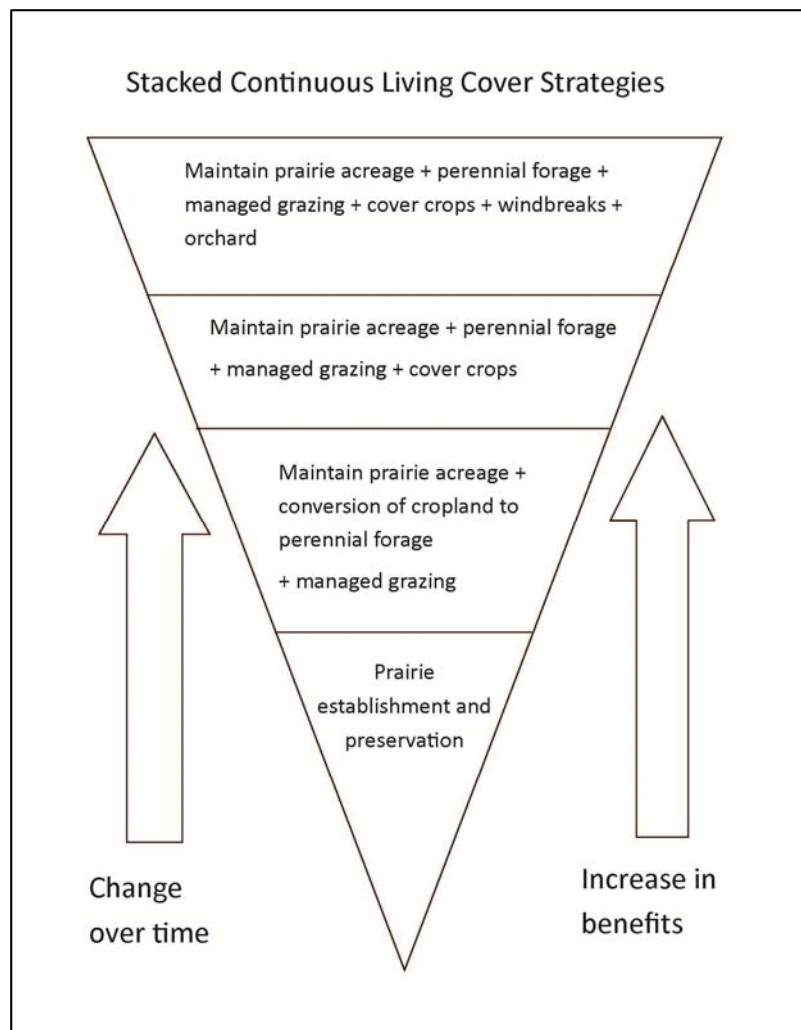 Stacked Continuous Living Cover Strategies
Maintain prairie acreage + perennial forage +
managed grazing + cover crops + windbreaks +
orchard
Maintain prairie acreage + perennial forage
+ managed grazing + cover crops
Maintain prairie acreage +
conversion of cropland to
perennial forage
+ managed grazing
Prairie
establishment and
preservation
Change
over time
Increase in
benefits